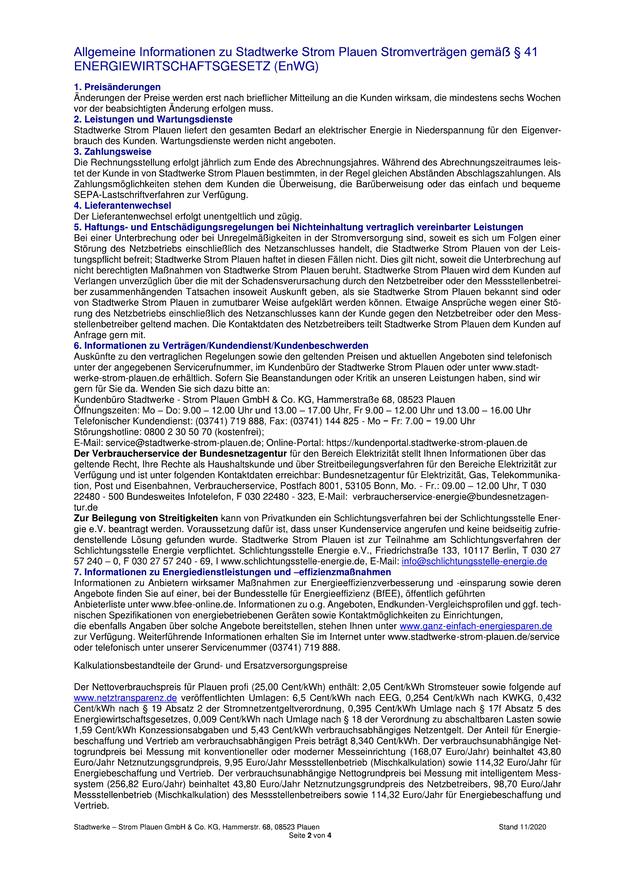 Allgemeine Informationen zu Stadtwerke Strom Plauen Stromverträgen gemäß § 41
ENERGIEWIRTSCHAFTSGESETZ (EnWG)
1. Preisänderungen
Änderungen der Preise werden erst nach brieflicher Mitteilung an die Kunden wirksam, die mindestens sechs Wochen
vor der beabsichtigten Änderung erfolgen muss.
2. Leistungen und Wartungsdienste
Stadtwerke Strom Plauen liefert den gesamten Bedarf an elektrischer Energie in Niederspannung für den Eigenver-
brauch des Kunden. Wartungsdienste werden nicht angeboten.
3. Zahlungsweise
Die Rechnungsstellung erfolgt jährlich zum Ende des Abrechnungsjahres. Während des Abrechnungszeitraumes leis-
tet der Kunde in von Stadtwerke Strom Plauen bestimmten, in der Regel gleichen Abständen Abschlagszahlungen. Als
Zahlungsmöglichkeiten stehen dem Kunden die Überweisung, die Barüberweisung oder das einfach und bequeme
SEPA-Lastschriftverfahren zur Verfügung.
4. Lieferantenwechsel
Der Lieferantenwechsel erfolgt unentgeltlich und zügig.
5. Haftungs- und Entschädigungsregelungen bei Nichteinhaltung vertraglich vereinbarter Leistungen
Bei einer Unterbrechung oder bei Unregelmäßigkeiten in der Stromversorgung sind, soweit es sich um Folgen einer
Störung des Netzbetriebs einschließlich des Netzanschlusses handelt, die Stadtwerke Strom Plauen von der Leis-
tungspflicht befreit; Stadtwerke Strom Plauen haftet in diesen Fällen nicht. Dies gilt nicht, soweit die Unterbrechung auf
nicht berechtigten Maßnahmen von Stadtwerke Strom Plauen beruht. Stadtwerke Strom Plauen wird dem Kunden auf
Verlangen unverzüglich über die mit der Schadensverursachung durch den Netzbetreiber oder den Messstellenbetrei-
ber zusammenhängenden Tatsachen insoweit Auskunft geben, als sie Stadtwerke Strom Plauen bekannt sind oder
von Stadtwerke Strom Plauen in zumutbarer Weise aufgeklärt werden können. Etwaige Ansprüche wegen einer Stö-
rung des Netzbetriebs einschließlich des Netzanschlusses kann der Kunde gegen den Netzbetreiber oder den Mess-
stellenbetreiber geltend machen. Die Kontaktdaten des Netzbetreibers teilt Stadtwerke Strom Plauen dem Kunden auf
Anfrage gern mit.
6. Informationen zu Verträgen/Kundendienst/Kundenbeschwerden
Auskünfte zu den vertraglichen Regelungen sowie den geltenden Preisen und aktuellen Angeboten sind telefonisch
unter der angegebenen Servicerufnummer, im Kundenbüro der Stadtwerke Strom Plauen oder unter www.stadt-
werke-strom-plauen.de erhältlich. Sofern Sie Beanstandungen oder Kritik an unseren Leistungen haben, sind wir
gern für Sie da. Wenden Sie sich dazu bitte an:
Kundenbüro Stadtwerke - Strom Plauen GmbH & Co. KG, Hammerstraße 68, 08523 Plauen
Öffnungszeiten: Mo – Do: 9.00 – 12.00 Uhr und 13.00 – 17.00 Uhr, Fr 9.00 – 12.00 Uhr und 13.00 – 16.00 Uhr
Telefonischer Kundendienst: (03741) 719 888, Fax: (03741) 144 825 - Mo – Fr: 7.00 – 19.00 Uhr
Störungshotline: 0800 2 30 50 70 (kostenfrei);
E-Mail: service@stadtwerke-strom-plauen.de; Online-Portal: https://kundenportal.stadtwerke-strom-plauen.de
Der Verbraucherservice der Bundesnetzagentur für den Bereich Elektrizität stellt Ihnen Informationen über das
geltende Recht, Ihre Rechte als Haushaltskunde und über Streitbeilegungsverfahren für den Bereiche Elektrizität zur
Verfügung und ist unter folgenden Kontaktdaten erreichbar: Bundesnetzagentur für Elektrizität, Gas, Telekommunika-
tion, Post und Eisenbahnen, Verbraucherservice, Postfach 8001, 53105 Bonn, Mo. - Fr.: 09.00 – 12.00 Uhr, T 030
22480 - 500 Bundesweites Infotelefon, F 030 22480 - 323, E-Mail: verbraucherservice-energie@bundesnetzagen-
tur.de
Zur Beilegung von Streitigkeiten kann von Privatkunden ein Schlichtungsverfahren bei der Schlichtungsstelle Ener-
gie e.V. beantragt werden. Voraussetzung dafür ist, dass unser Kundenservice angerufen und keine beidseitig zufrie-
denstellende Lösung gefunden wurde. Stadtwerke Strom Plauen ist zur Teilnahme am Schlichtungsverfahren der
Schlichtungsstelle Energie verpflichtet. Schlichtungsstelle Energie e.V., Friedrichstraße 133, 10117 Berlin, T 030 27
57 240 – 0, F 030 27 57 240 - 69, I www.schlichtungsstelle-energie.de, E-Mail: info@schlichtungsstelle-energie.de
7. Informationen zu Energiedienstleistungen und –effizienzmaßnahmen
Informationen zu Anbietern wirksamer Maßnahmen zur Energieeffizienzverbesserung und -einsparung sowie deren
Angebote finden Sie auf einer, bei der Bundesstelle für Energieeffizienz (BfEE), öffentlich geführten
Anbieterliste unter www.bfee-online.de. Informationen zu o.g. Angeboten, Endkunden-Vergleichsprofilen und ggf. tech-
nischen Spezifikationen von energiebetriebenen Geräten sowie Kontaktmöglichkeiten zu Einrichtungen,
die ebenfalls Angaben über solche Angebote bereitstellen, stehen Ihnen unter www.ganz-einfach-energiesparen.de
zur Verfügung. Weiterführende Informationen erhalten Sie im Internet unter www.stadtwerke-strom-plauen.de/service
oder telefonisch unter unserer Servicenummer (03741) 719 888.
Kalkulationsbestandteile der Grund- und Ersatzversorgungspreise
Der Nettoverbrauchspreis für Plauen profi (25,00 Cent/kWh) enthält: 2,05 Cent/kWh Stromsteuer sowie folgende auf
www.netztransparenz.de veröffentlichten Umlagen: 6,5 Cent/kWh nach EEG, 0,254 Cent/kWh nach KWKG, 0,432
Cent/kWh nach § 19 Absatz 2 der Stromnetzentgeltverordnung, 0,395 Cent/kWh Umlage nach § 17f Absatz 5 des
Energiewirtschaftsgesetzes, 0,009 Cent/kWh nach Umlage nach § 18 der Verordnung zu abschaltbaren Lasten sowie
1,59 Cent/kWh Konzessionsabgaben und 5,43 Cent/kWh verbrauchsabhängiges Netzentgelt. Der Anteil für Energie-
beschaffung und Vertrieb am verbrauchsabhängigen Preis beträgt 8,340 Cent/kWh. Der verbrauchsunabhängige Net-
togrundpreis bei Messung mit konventioneller oder moderner Messeinrichtung (168,07 Euro/Jahr) beinhaltet 43,80
Euro/Jahr Netznutzungsgrundpreis, 9,95 Euro/Jahr Messstellenbetrieb (Mischkalkulation) sowie 114,32 Euro/Jahr für
Energiebeschaffung und Vertrieb. Der verbrauchsunabhängige Nettogrundpreis bei Messung mit intelligentem Mess-
system (256,82 Euro/Jahr) beinhaltet 43,80 Euro/Jahr Netznutzungsgrundpreis des Netzbetreibers, 98,70 Euro/Jahr
Messstellenbetrieb (Mischkalkulation) des Messstellenbetreibers sowie 114,32 Euro/Jahr für Energiebeschaffung und
Vertrieb.
Stadtwerke – Strom Plauen GmbH & Co. KG, Hammerstr. 68, 08523 Plauen Stand 11/2020
Seite 2 von 4